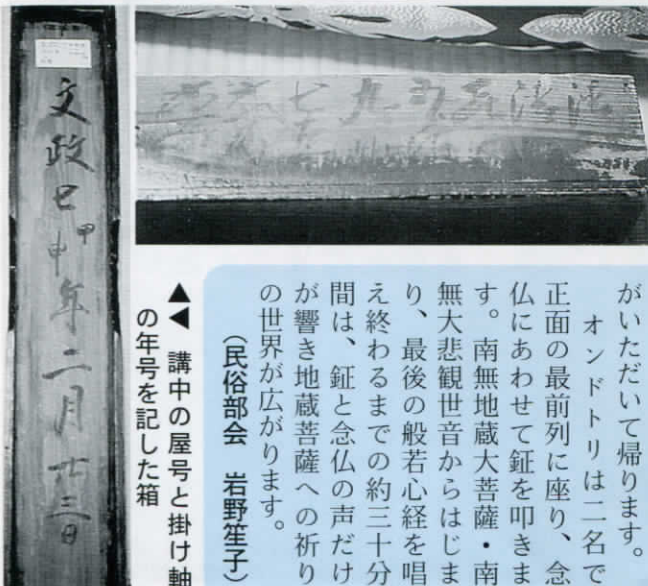 がいただいて帰ります。
オンドトリは二名で
正面の最前列に座り、念
仏にあわせて鉦を叩きま
す。南無地蔵大菩薩・南
無大悲観世音からはじま
り、最後の般若心経を唱
え終わるまでの約三十分
間は、鉦と念仏の声だけ
が響き地蔵菩薩への祈り
の世界が広がります。
(民俗部会 岩野笙子)
▲◀ 講中の屋号と掛け軸
の年号を記した箱
文政七甲申年二月廿三日